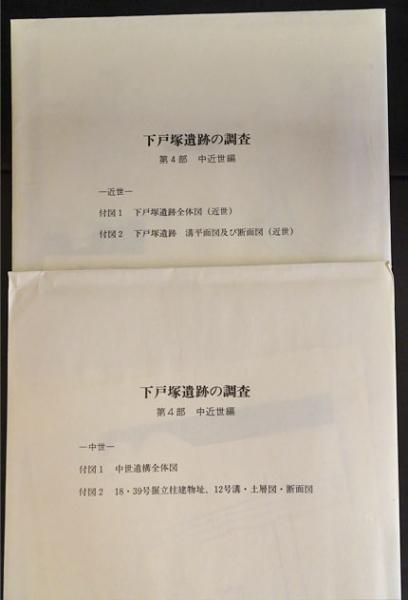 下戸塚遺跡の調査
第4部 中近世編
―近世―
付図1 下戸塚遺跡全体図(近世)
付図2 下戸塚遺跡 溝平面図及び断面図(近世)
下戸塚遺跡の調査
第4部 中近世編
―中世―
付図1 中世遺構全体図
付図2 18・39号掘立柱建物址、12号溝・土層図・断面図